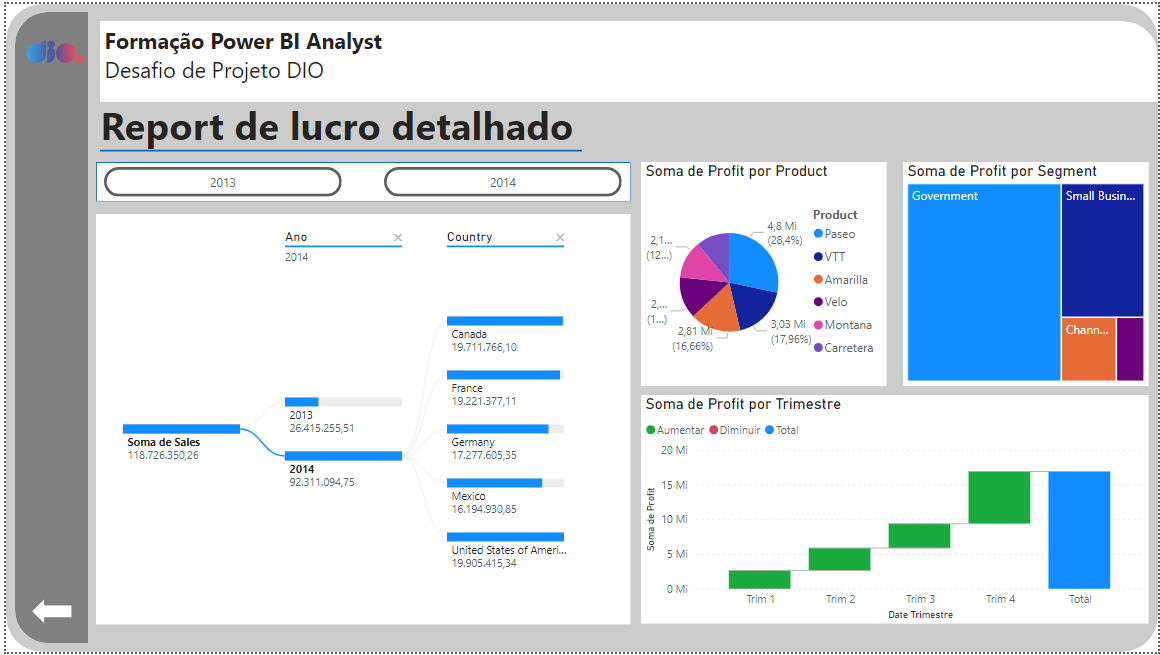 dio.
Formação Power BI Analyst
Desafio de Projeto DIO
Report de lucro detalhado
2013
2014
Ano
2014
Country
Soma de Sales
118.726.350,26
2013
26.415.255,51
2014
92.311.094,75
Canada
19.711.766,10
France
19.221.377,11
Germany
17.277.605,35
Mexico
16.194.930,85
United States of Ameri...
19.905.415,34
Soma de Profit por Product
4,8 Mi
(28,4%)
3,03 Mi
(17,96%)
2,81 Mi
(16,66%)
2,...
(1...)
2,1...
(12...)
Product
Paseo
VTT
Amarilla
Velo
Montana
Carretera
Soma de Profit por Segment
Government
Small Busin...
Chann...
Soma de Profit por Trimestre
Aumentar
Diminuir
Total
Soma de Profit
20 Mi
15 Mi
10 Mi
5 Mi
0 Mi
Trim 1
Trim 2
Trim 3
Trim 4
Total
Date Trimestre